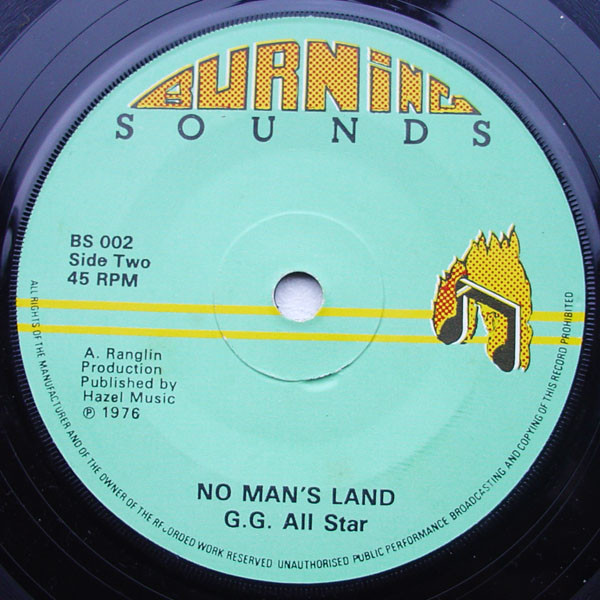 BURNING
SOUNDS
BS 002
Side Two
45 RPM
A. Ranglin
Production
Published by
Hazel Music
℗ 1976
NO MAN'S LAND
G.G. All Star
ALL RIGHTS OF THE MANUFACTURER AND OF THE OWNER OF THE RECORDED WORK RESERVED UNAUTHORISED PUBLIC PERFORMANCE BROADCASTING AND COPYING OF THIS RECORD PROHIBITED